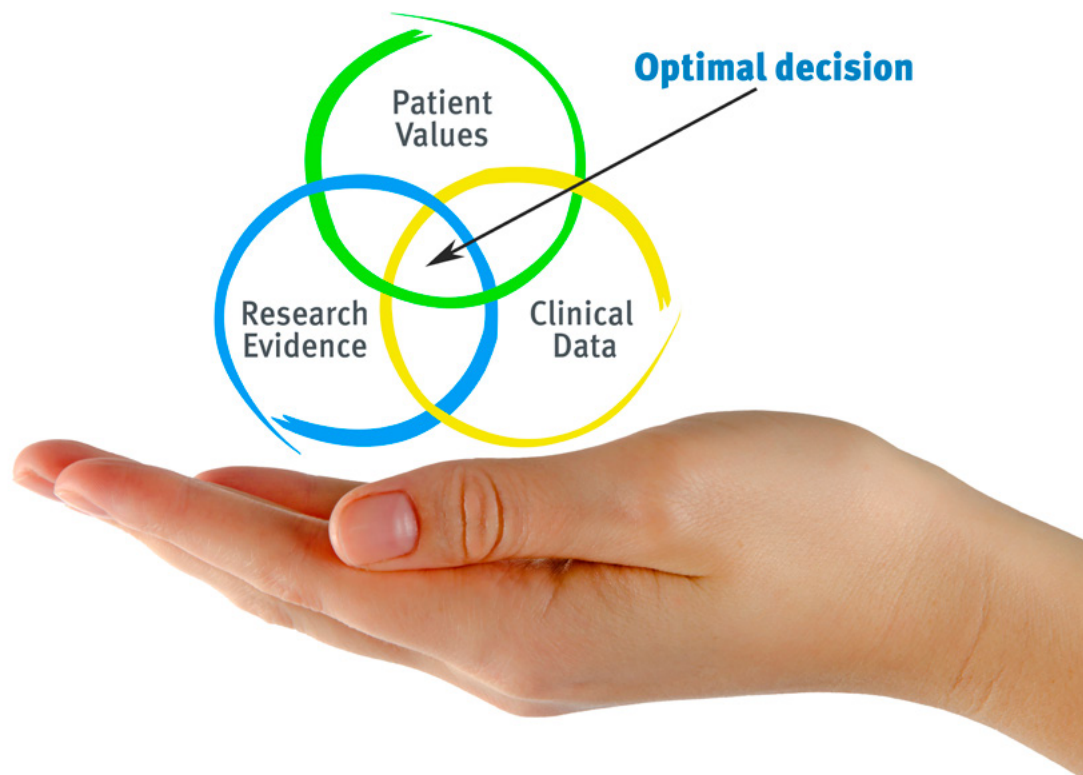 Optimal decision
Patient
Values
Research
Evidence
Clinical
Data